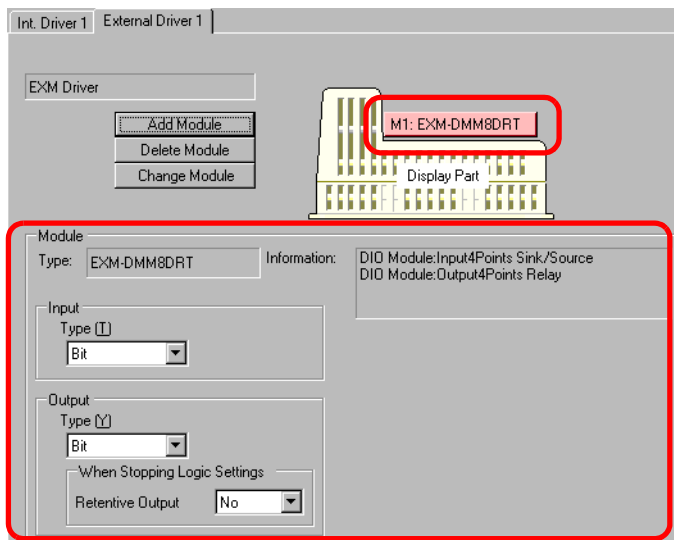 Int. Driver 1 External Driver 1
EXM Driver
Add Module
Delete Module
Change Module
M1: EXM-DMM8DRT
Display Part
Module
Type: EXM-DMM8DRT Information: DIO Module:Input4Points Sink/Source
DIO Module:Output4Points Relay
Input
Type (T)
Bit
Output
Type (Y)
Bit
When Stopping Logic Settings
Retentive Output No